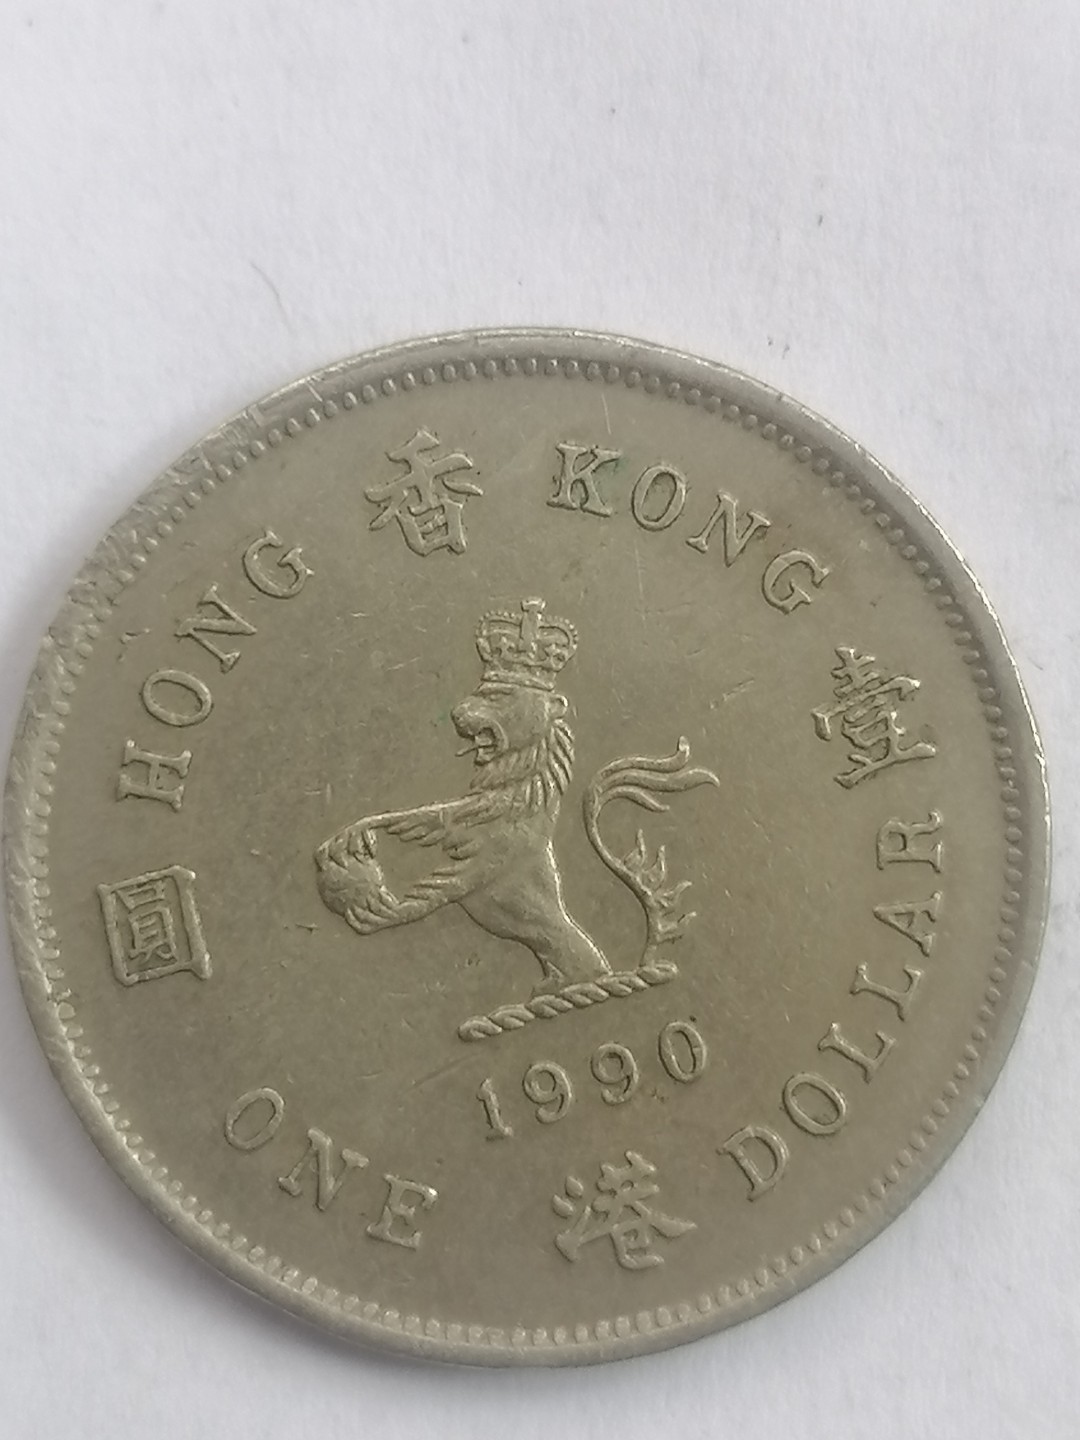 HONG KONG
香港壹圓
1990
ONE DOLLAR